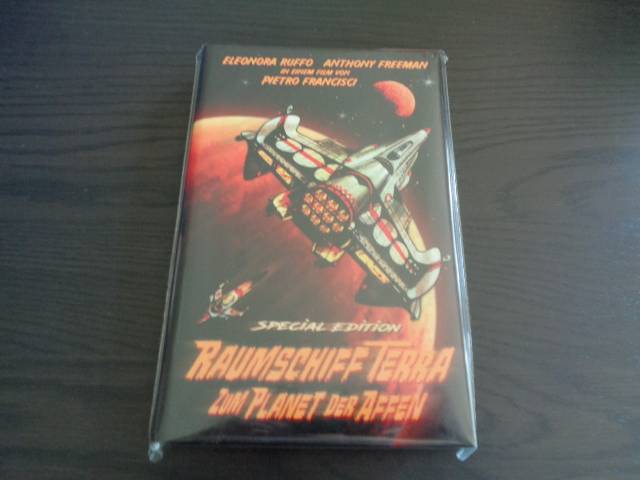 ELEONORA RUFFO ANTHONY FREEMAN
IN EINEM FILM VON
PIETRO FRANCISCI
SPECIAL EDITION
RAUMSCHIFF TERRA
ZUM PLANET DER AFFEN